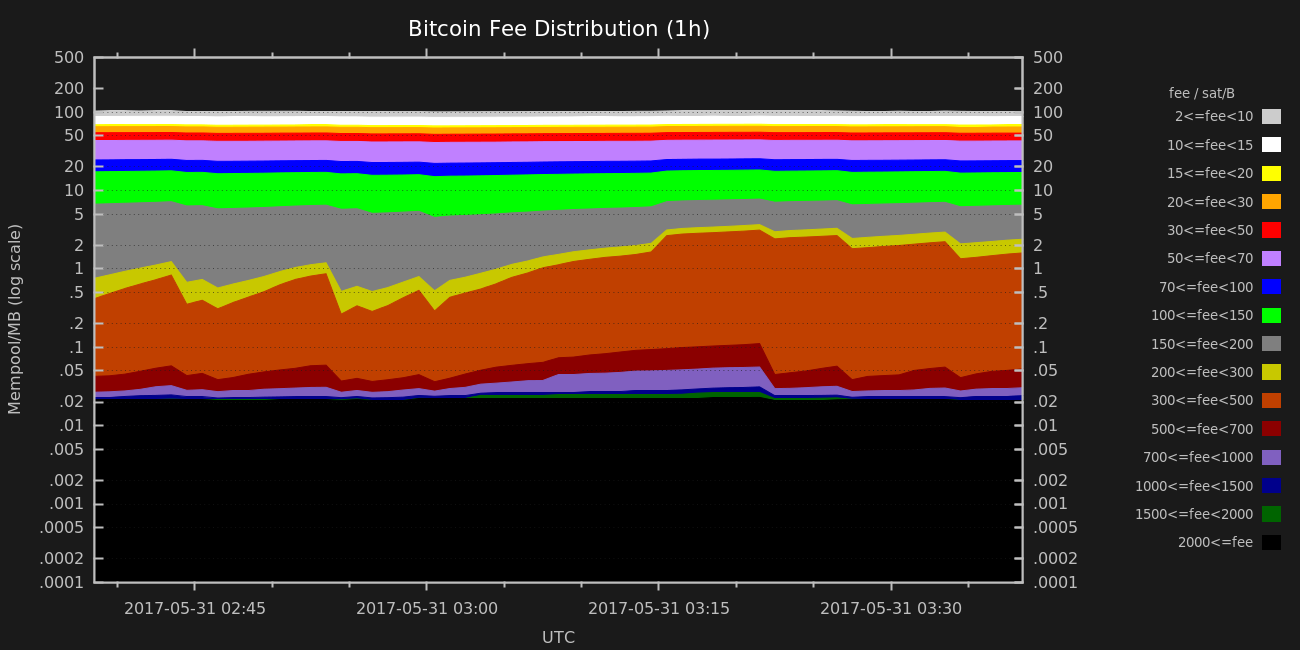 Bitcoin Fee Distribution (1h)
Mempool/MB (log scale)
500
200
100
50
20
10
5
2
1
.5
.2
.1
.05
.02
.01
.005
.002
.001
.0005
.0002
.0001
500
200
100
50
20
10
5
2
1
.5
.2
.1
.05
.02
.01
.005
.002
.001
.0005
.0002
.0001
2017-05-31 02:45 2017-05-31 03:00 2017-05-31 03:15 2017-05-31 03:30
UTC
fee / sat/B
2<=fee<10
10<=fee<15
15<=fee<20
20<=fee<30
30<=fee<50
50<=fee<70
70<=fee<100
100<=fee<150
150<=fee<200
200<=fee<300
300<=fee<500
500<=fee<700
700<=fee<1000
1000<=fee<1500
1500<=fee<2000
2000<=fee